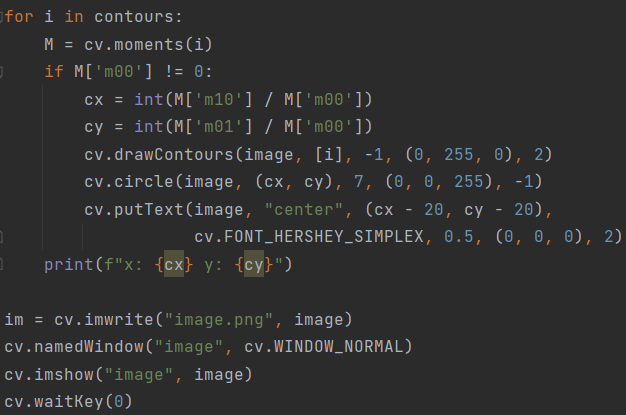 for i in contours:
    M = cv.moments(i)
    if M['m00'] != 0:
        cx = int(M['m10'] / M['m00'])
        cy = int(M['m01'] / M['m00'])
        cv.drawContours(image, [i], -1, (0, 255, 0), 2)
        cv.circle(image, (cx, cy), 7, (0, 0, 255), -1)
        cv.putText(image, "center", (cx - 20, cy - 20),
                   cv.FONT_HERSHEY_SIMPLEX, 0.5, (0, 0, 0), 2)
    print(f"x: {cx} y: {cy}")

im = cv.imwrite("image.png", image)
cv.namedWindow("image", cv.WINDOW_NORMAL)
cv.imshow("image", image)
cv.waitKey(0)